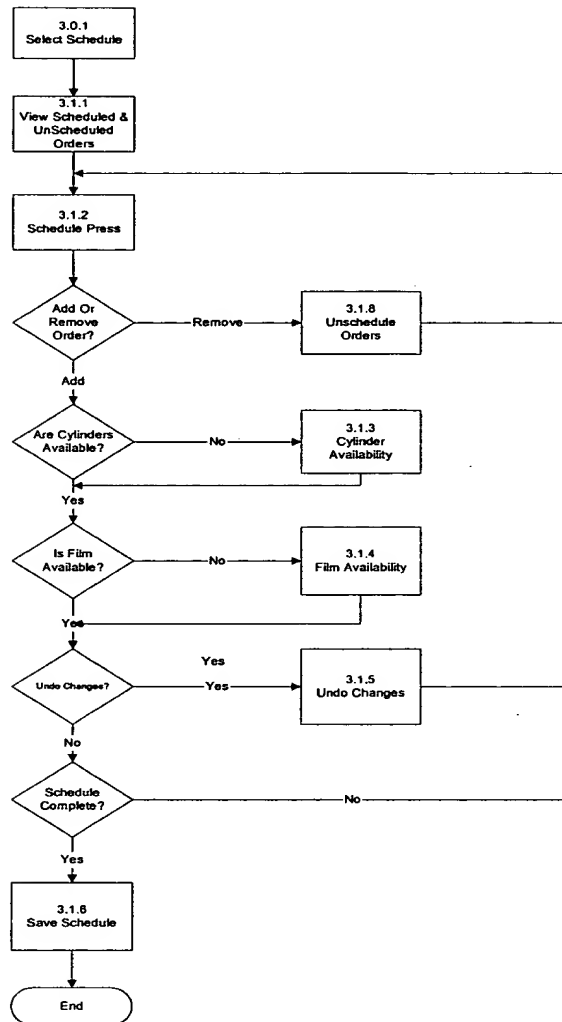 3.0.1
Select Schedule
3.1.1
View Scheduled &
UnScheduled
Orders
3.1.2
Schedule Press
Add Or
Remove
Order?
Remove
3.1.8
Unschedule
Orders
Add
Are Cylinders
Available?
No
3.1.3
Cylinder
Availability
Yes
Is Film
Available?
No
3.1.4
Film Availability
Yes
Yes
Undo Changes?
Yes
3.1.5
Undo Changes
No
Schedule
Complete?
No
Yes
3.1.6
Save Schedule
End